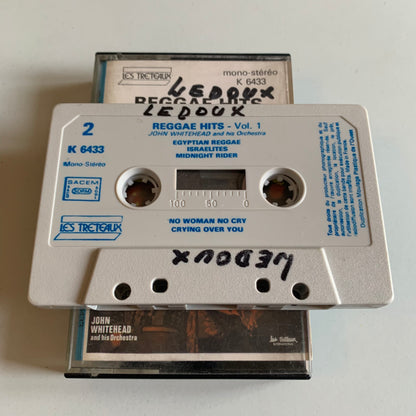 LES TRETEAUX
mono-stéréo
K 6433
LEDOUX
REGGAE HITS
LEDOUX
2
REGGAE HITS - Vol. 1
JOHN WHITEHEAD and his Orchestra
K 6433
EGYPTIAN REGGAE
ISRAELITES
MIDNIGHT RIDER
Mono-Stéréo
SACEM
SDRM
100 50 0
LES TRETEAUX
NO WOMAN NO CRY
CRYING OVER YOU
LEDOUX
JOHN
WHITEHEAD
and his Orchestra